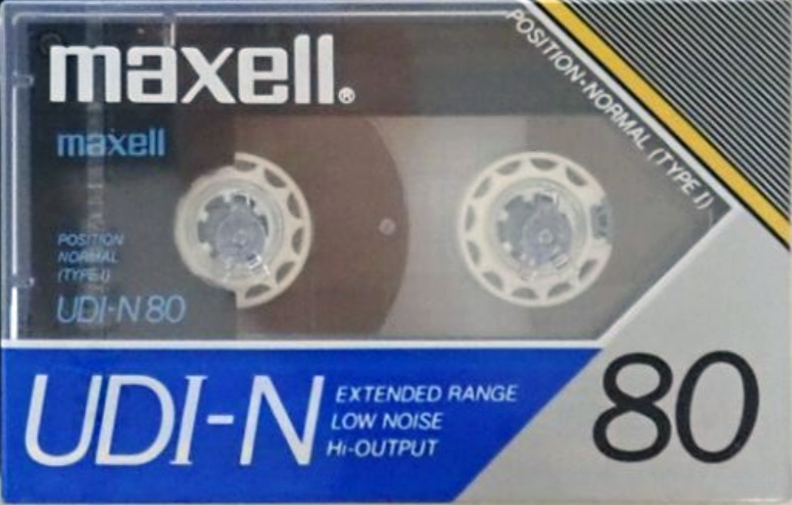 maxell®
POSITION•NORMAL (TYPE I)
maxell
POSITION
NORMAL
(TYPE I)
UDI-N 80
UDI-N
EXTENDED RANGE
LOW NOISE
Hi-OUTPUT
80